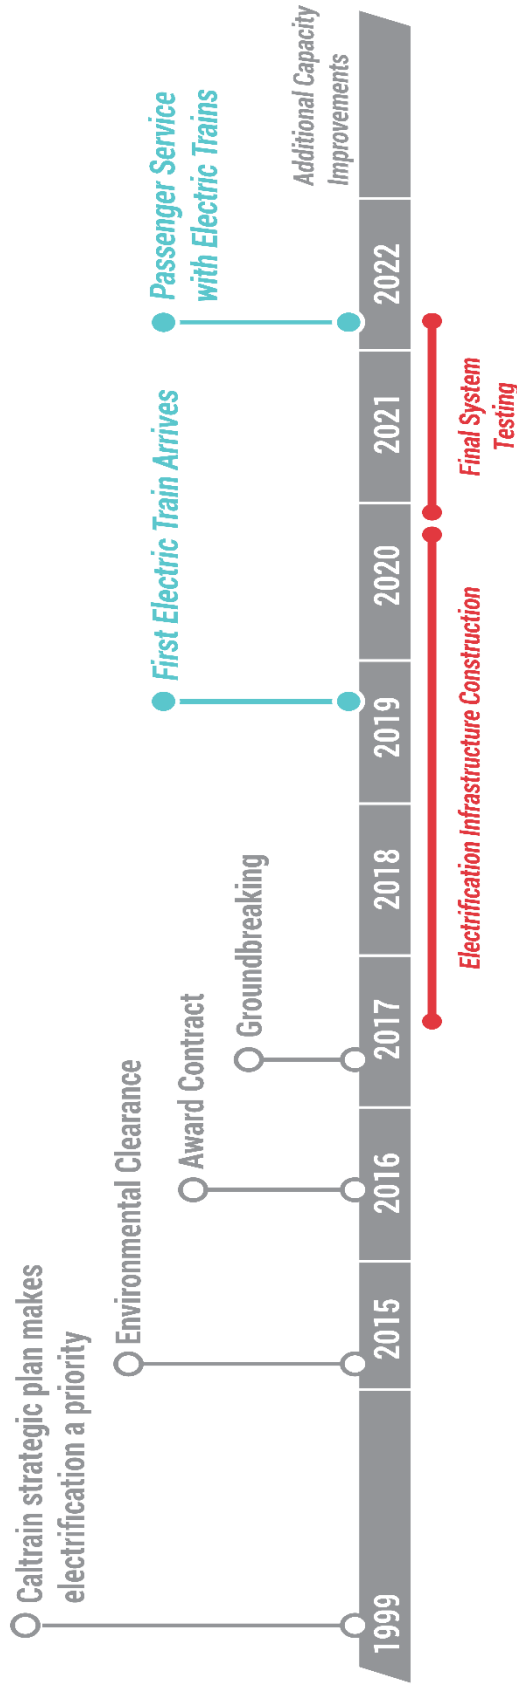 Caltrain strategic plan makes
electrification a priority
Environmental Clearance
Award Contract
Groundbreaking
First Electric Train Arrives
Passenger Service
with Electric Trains
Additional Capacity
Improvements
1999
2015
2016
2017
2018
2019
2020
2021
2022
Electrification Infrastructure Construction
Final System
Testing